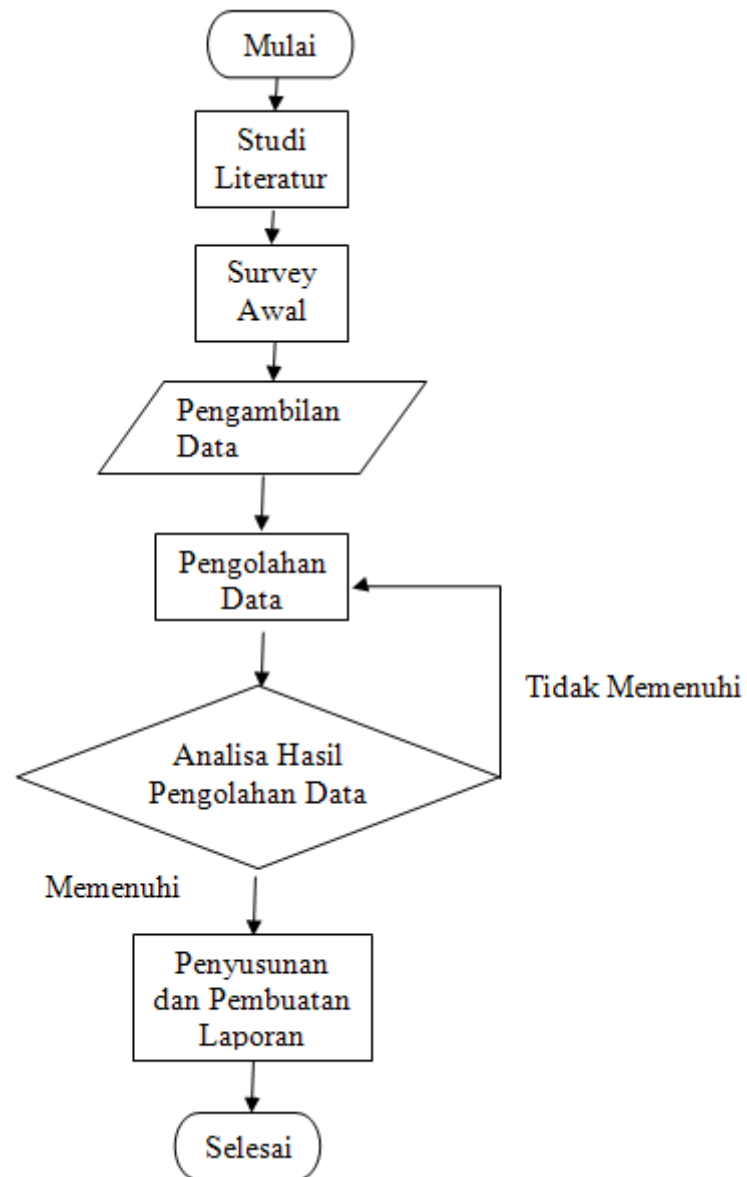 Mulai
Studi
Literatur
Survey
Awal
Pengambilan
Data
Pengolahan
Data
Tidak Memenuhi
Analisa Hasil
Pengolahan Data
Memenuhi
Penyusunan
dan Pembuatan
Laporan
Selesai